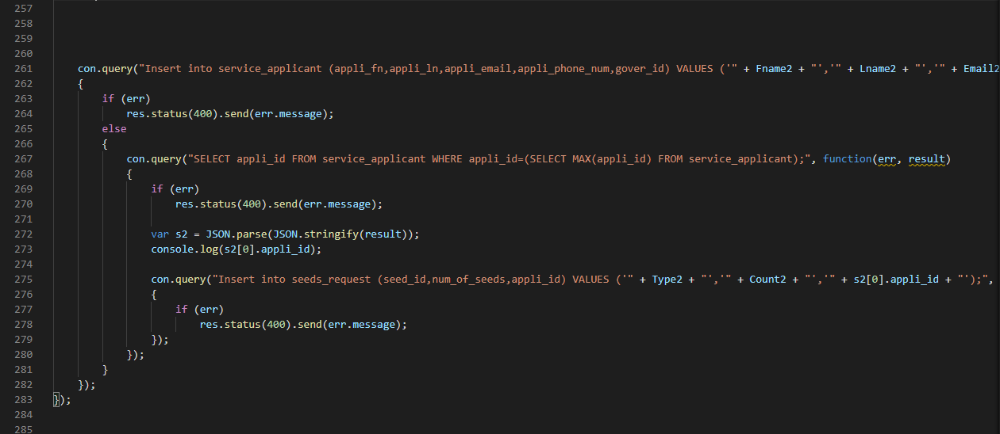 257
258
259
260
261 con.query("Insert into service_applicant (appli_fn,appli_ln,appli_email,appli_phone_num,gover_id) VALUES ('" + Fname2 + "','" + Lname2 + "','" + Email2
262 {
263 if (err)
264 res.status(400).send(err.message);
265 else
266 {
267 con.query("SELECT appli_id FROM service_applicant WHERE appli_id=(SELECT MAX(appli_id) FROM service_applicant);", function(err, result)
268 {
269 if (err)
270 res.status(400).send(err.message);
271
272 var s2 = JSON.parse(JSON.stringify(result));
273 console.log(s2[0].appli_id);
274
275 con.query("Insert into seeds_request (seed_id,num_of_seeds,appli_id) VALUES ('" + Type2 + "','" + Count2 + "','" + s2[0].appli_id + "');",
276 {
277 if (err)
278 res.status(400).send(err.message);
279 });
280 });
281 }
282 });
283 });
284
285